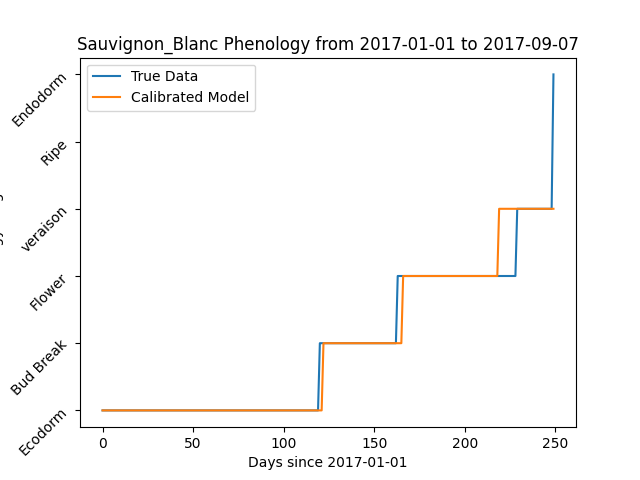 Sauvignon_Blanc Phenology from 2017-01-01 to 2017-09-07
True Data
Calibrated Model
Endodorm
Ripe
veraison
Flower
Bud Break
Ecodorm
0 50 100 150 200 250
Days since 2017-01-01